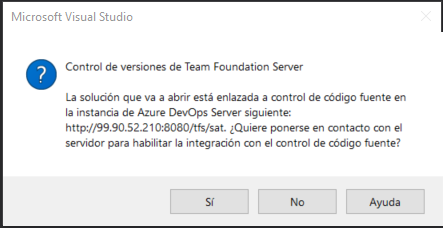 Microsoft Visual Studio
Control de versiones de Team Foundation Server
La solución que va a abrir está enlazada a control de código fuente en
la instancia de Azure DevOps Server siguiente:
http://99.90.52.210:8080/tfs/sat. ¿Quiere ponerse en contacto con el
servidor para habilitar la integración con el control de código fuente?
Sí
No
Ayuda